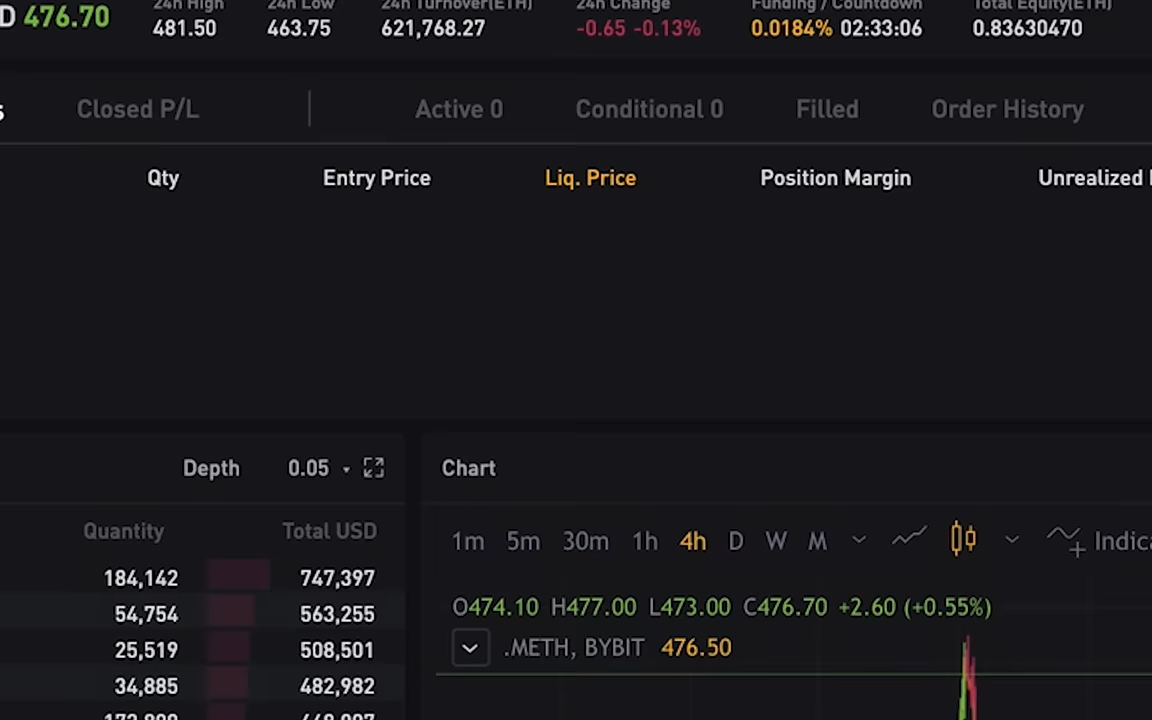 D 476.70
24h High 24h Low 24h Turnover(ETH) 24h Change Funding / Countdown Total Equity(ETH)
481.50 463.75 621,768.27 -0.65 -0.13% 0.0184% 02:33:06 0.83630470
s Closed P/L Active 0 Conditional 0 Filled Order History
Qty Entry Price Liq. Price Position Margin Unrealized
Depth 0.05
Quantity Total USD
184,142 747,397
54,754 563,255
25,519 508,501
34,885 482,982
Chart
1m 5m 30m 1h 4h D W M Indic
O474.10 H477.00 L473.00 C476.70 +2.60 (+0.55%)
.METH, BYBIT 476.50